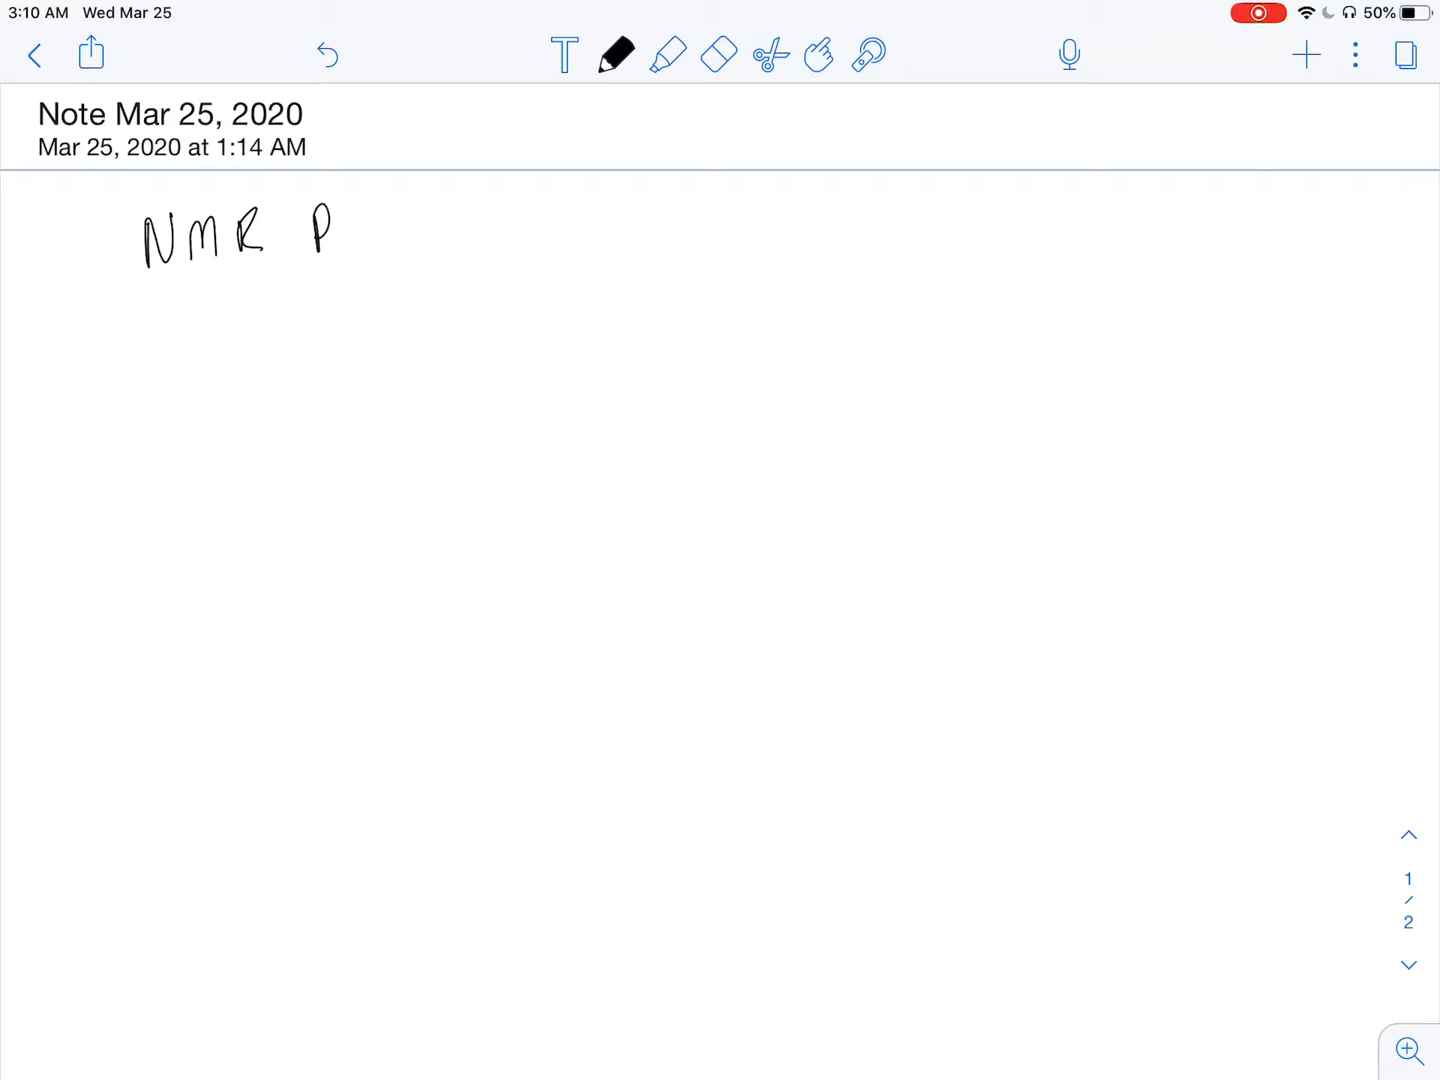 3:10 AM Wed Mar 25 50%
T
Note Mar 25, 2020
Mar 25, 2020 at 1:14 AM
NMR P
1
/
2